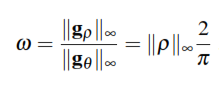 ω = ‖g_ρ‖_∞ / ‖g_θ‖_∞ = ‖ρ‖_∞ 2/π